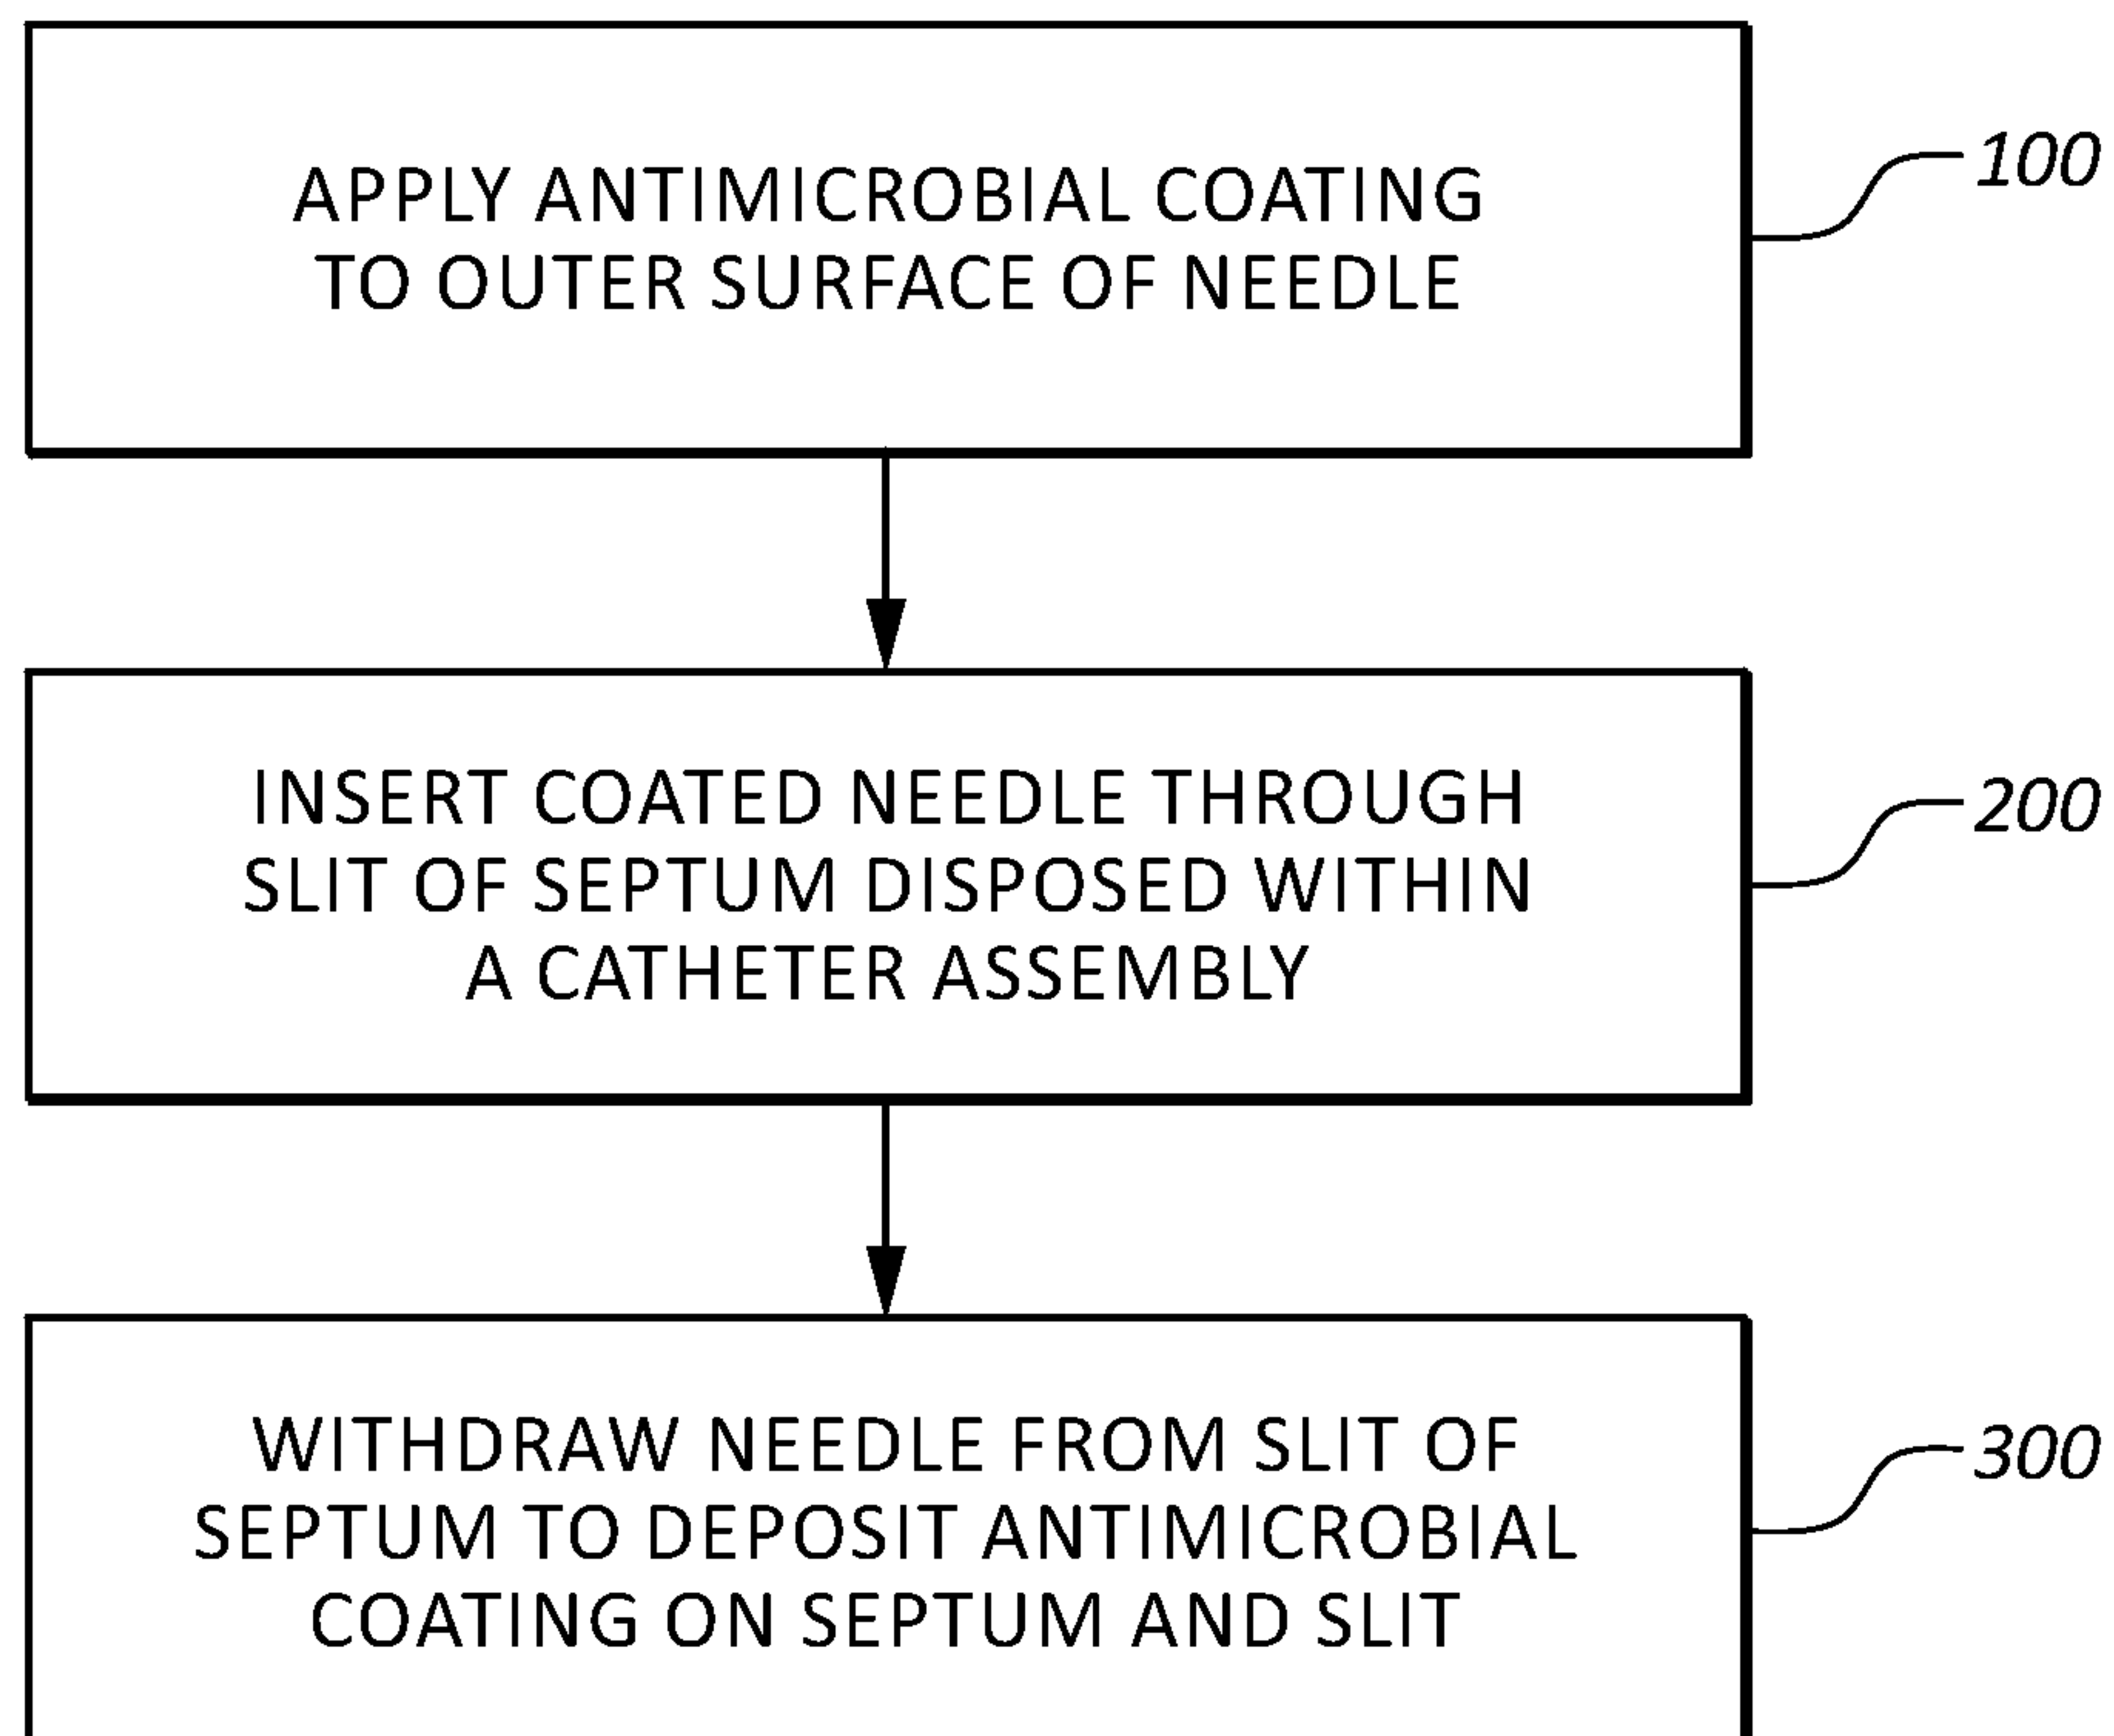 APPLY ANTIMICROBIAL COATING
TO OUTER SURFACE OF NEEDLE
100
INSERT COATED NEEDLE THROUGH
SLIT OF SEPTUM DISPOSED WITHIN
A CATHETER ASSEMBLY
200
WITHDRAW NEEDLE FROM SLIT OF
SEPTUM TO DEPOSIT ANTIMICROBIAL
COATING ON SEPTUM AND SLIT
300